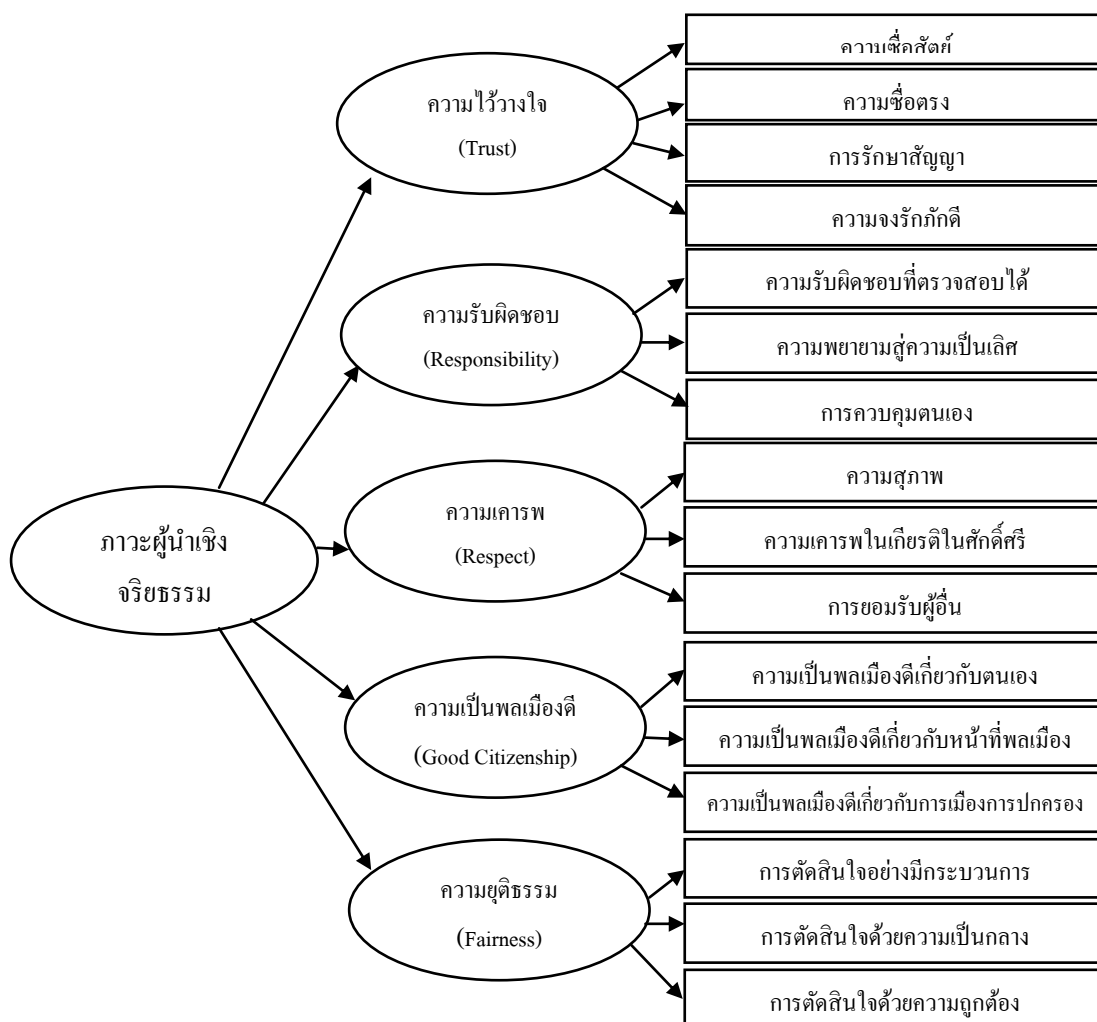 ภาวะผู้นำเชิง
จริยธรรม
ความไว้วางใจ
(Trust)
ความซื่อสัตย์
ความซื่อตรง
การรักษาสัญญา
ความจงรักภักดี
ความรับผิดชอบ
(Responsibility)
ความรับผิดชอบที่ตรวจสอบได้
ความพยายามสู่ความเป็นเลิศ
การควบคุมตนเอง
ความเคารพ
(Respect)
ความสุภาพ
ความเคารพในเกียรติในศักดิ์ศรี
การยอมรับผู้อื่น
ความเป็นพลเมืองดี
(Good Citizenship)
ความเป็นพลเมืองดีเกี่ยวกับตนเอง
ความเป็นพลเมืองดีเกี่ยวกับหน้าที่พลเมือง
ความเป็นพลเมืองดีเกี่ยวกับการเมืองการปกครอง
ความยุติธรรม
(Fairness)
การตัดสินใจอย่างมีกระบวนการ
การตัดสินใจด้วยความเป็นกลาง
การตัดสินใจด้วยความถูกต้อง